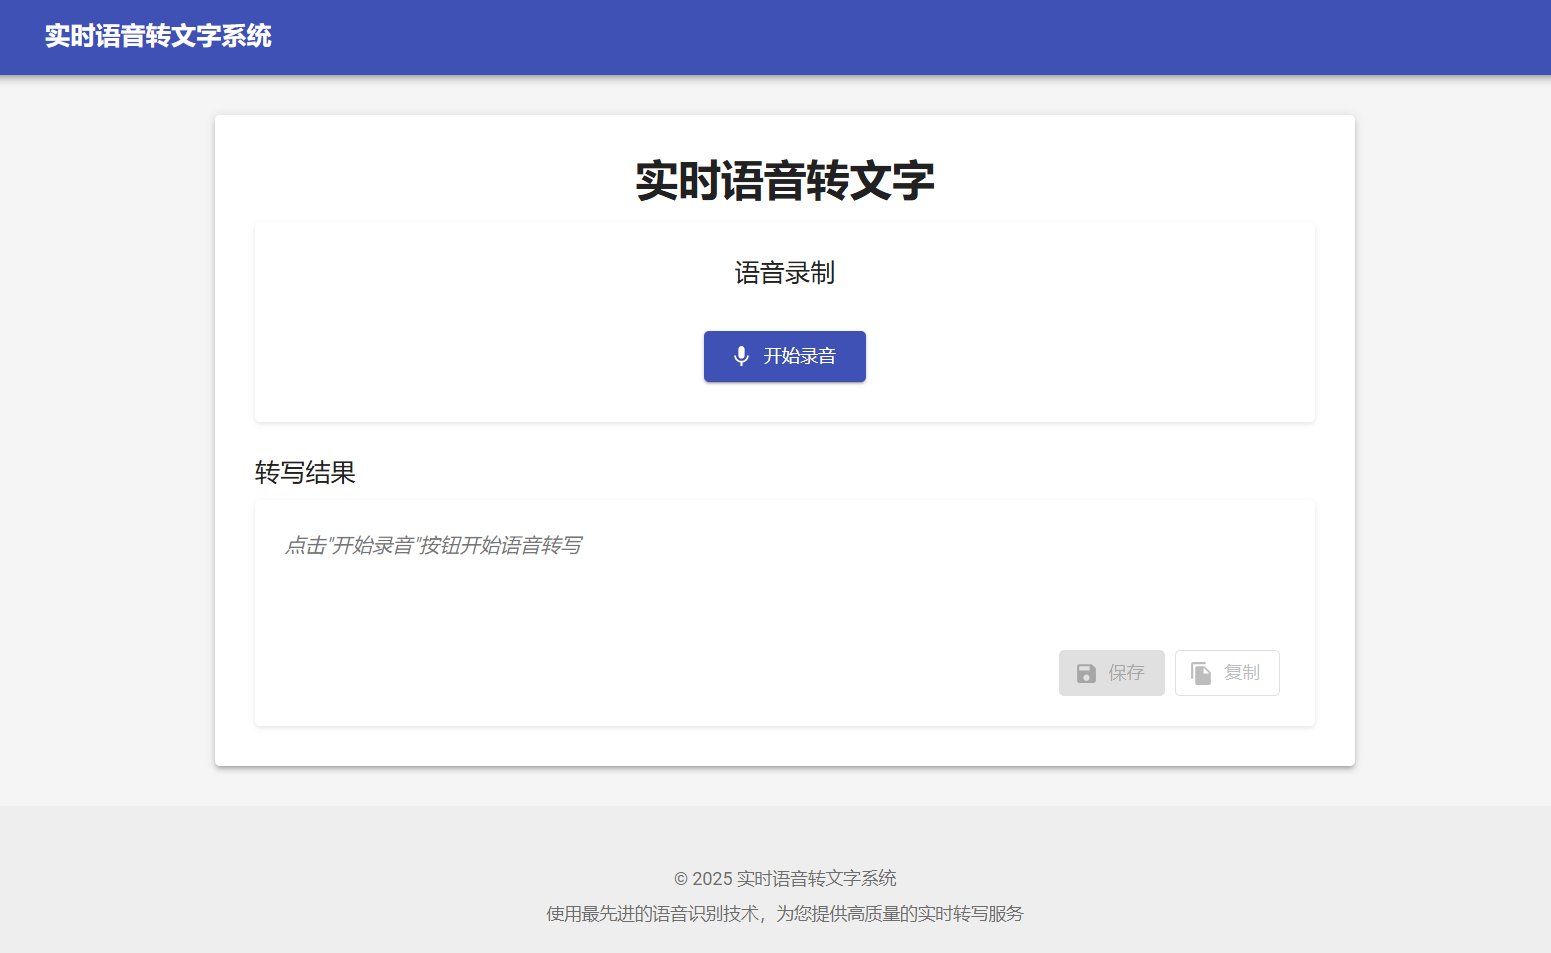 实时语音转文字系统
实时语音转文字
语音录制
开始录音
转写结果
点击"开始录音"按钮开始语音转写
保存
复制
© 2025 实时语音转文字系统
使用最先进的语音识别技术，为您提供高质量的实时转写服务